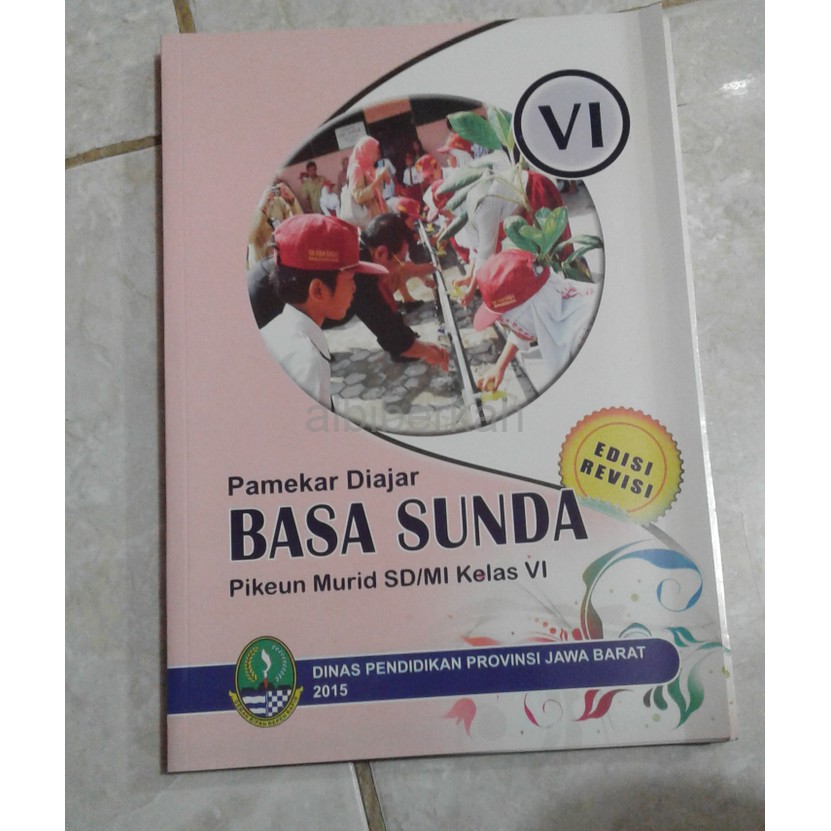 VI
albiberkah
EDISI
REVISI
Pamekar Diajar
BASA SUNDA
Pikeun Murid SD/MI Kelas VI
DINAS PENDIDIKAN PROVINSI JAWA BARAT
2015